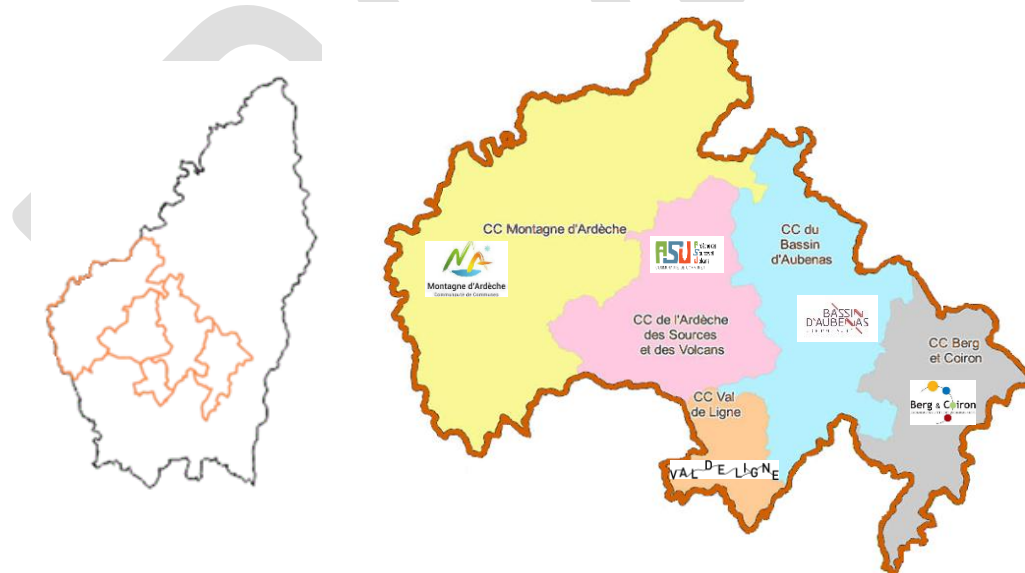 CC Montagne d'Ardèche
Montagne d'Ardèche
Communauté de Communes
CC de l'Ardèche
des Sources
et des Volcans
CC du
Bassin
d'Aubenas
BASSIN
D'AUBENAS
CC Berg
et Coiron
Berg & Coiron
CC Val
de Ligne
VAL DE LIGNE